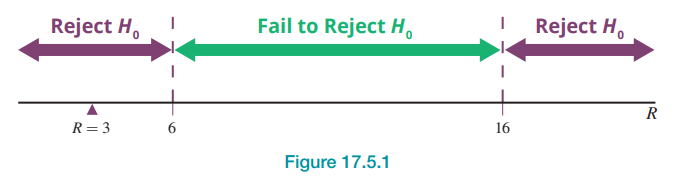 Reject H₀ Fail to Reject H₀ Reject H₀
R
R = 3 6 16
Figure 17.5.1